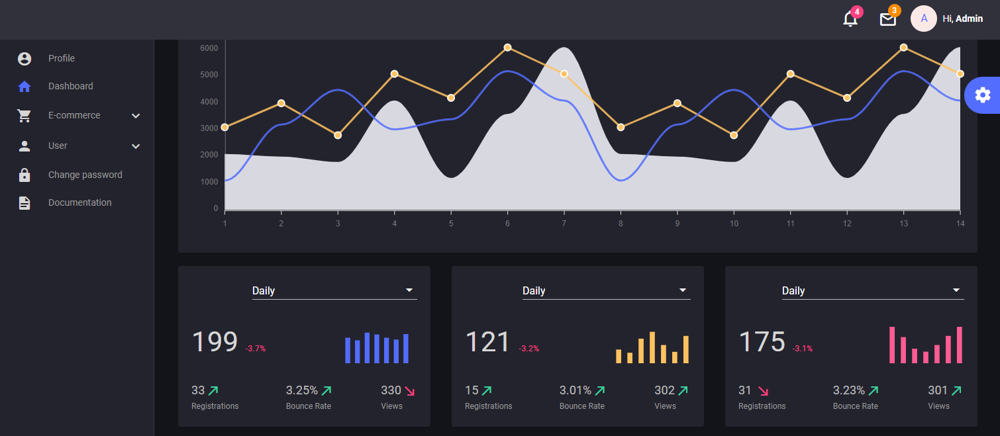 4
3
A
Hi, Admin
Profile
Dashboard
E-commerce
User
Change password
Documentation
6000
5000
4000
3000
2000
1000
0
1 2 3 4 5 6 7 8 9 10 11 12 13 14
Daily
199 -3.7%
33 3.25% 330
Registrations Bounce Rate Views
Daily
121 -3.2%
15 3.01% 302
Registrations Bounce Rate Views
Daily
175 -3.1%
31 3.23% 301
Registrations Bounce Rate Views